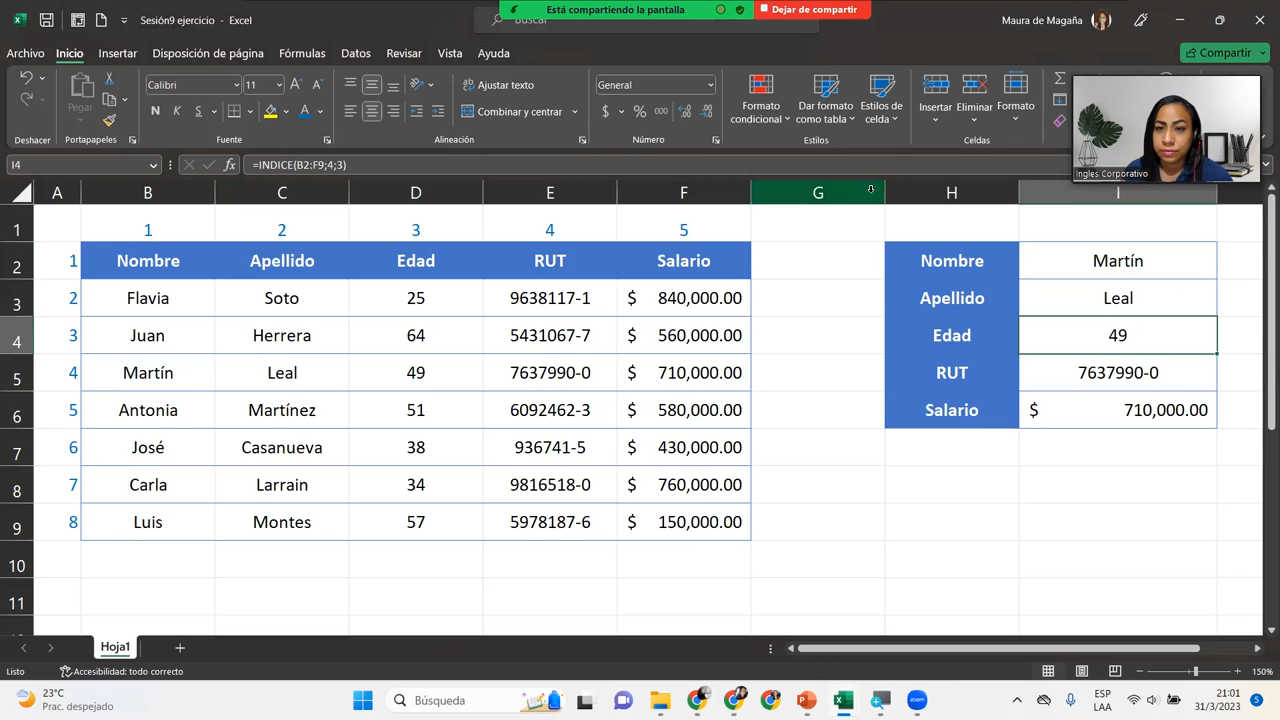 Sesión9 ejercicio - Excel
Está compartiendo la pantalla
Dejar de compartir
Buscar
Maura de Magaña
Archivo Inicio Insertar Disposición de página Fórmulas Datos Revisar Vista Ayuda
Compartir
Pegar
Calibri 11
N K S
Ajustar texto
Combinar y centrar
General
$ % 000
Formato condicional
Dar formato como tabla
Estilos de celda
Insertar
Eliminar
Formato
Deshacer Portapapeles Fuente Alineación Número Estilos Celdas
Ingles Corporativo
I4 fx =INDICE(B2:F9;4;3)
A B C D E F G H I
1 1 2 3 4 5
2 1 Nombre Apellido Edad RUT Salario Nombre Martín
3 2 Flavia Soto 25 9638117-1 $ 840,000.00 Apellido Leal
4 3 Juan Herrera 64 5431067-7 $ 560,000.00 Edad 49
5 4 Martín Leal 49 7637990-0 $ 710,000.00 RUT 7637990-0
6 5 Antonia Martínez 51 6092462-3 $ 580,000.00 Salario $ 710,000.00
7 6 José Casanueva 38 936741-5 $ 430,000.00
8 7 Carla Larrain 34 9816518-0 $ 760,000.00
9 8 Luis Montes 57 5978187-6 $ 150,000.00
10
11
Hoja1
Listo Accesibilidad: todo correcto 150%
23°C
Prac. despejado
Búsqueda
zoom
ESP
LAA
21:01
31/3/2023
5